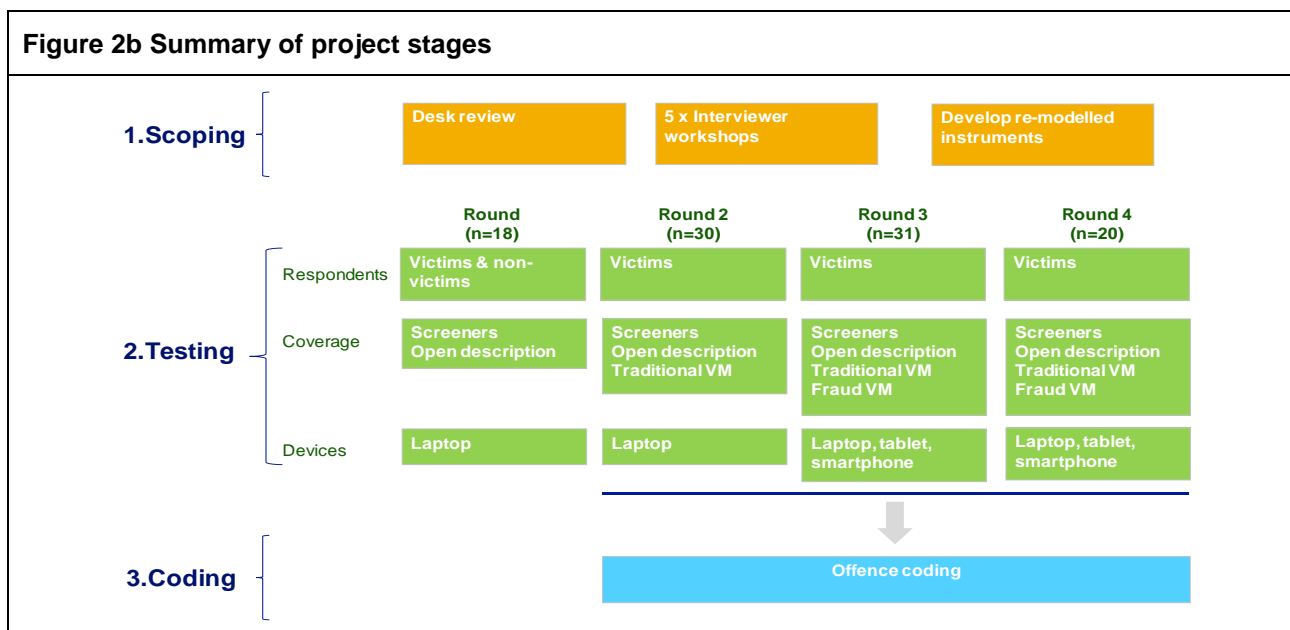 Figure 2b Summary of project stages
1.Scoping
Desk review
5 x Interviewer
workshops
Develop re-modelled
instruments
Round
(n=18)
Round 2
(n=30)
Round 3
(n=31)
Round 4
(n=20)
2.Testing
Respondents
Victims & non-
victims
Victims
Victims
Victims
Coverage
Screeners
Open description
Screeners
Open description
Traditional VM
Screeners
Open description
Traditional VM
Fraud VM
Screeners
Open description
Traditional VM
Fraud VM
Devices
Laptop
Laptop
Laptop, tablet,
smartphone
Laptop, tablet,
smartphone
3.Coding
Offence coding